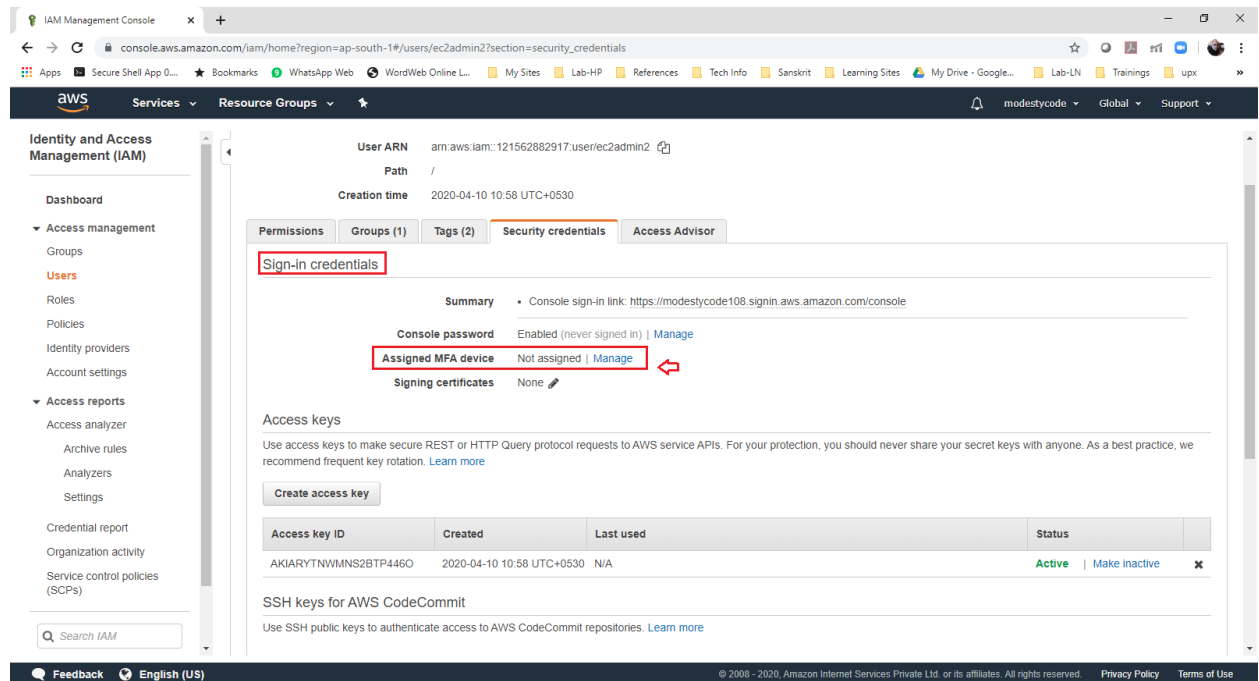 IAM Management Console
console.aws.amazon.com/iam/home?region=ap-south-1#/users/ec2admin2?section=security_credentials
Apps Secure Shell App 0.... Bookmarks WhatsApp Web WordWeb Online L... My Sites Lab-HP References Tech Info Sanskrit Learning Sites My Drive - Google... Lab-LN Trainings upx »
aws Services Resource Groups modestycode Global Support
Identity and Access
Management (IAM)
Dashboard
Access management
Groups
Users
Roles
Policies
Identity providers
Account settings
Access reports
Access analyzer
Archive rules
Analyzers
Settings
Credential report
Organization activity
Service control policies
(SCPs)
Search IAM
User ARN arn:aws:iam::121562882917:user/ec2admin2
Path /
Creation time 2020-04-10 10:58 UTC+0530
Permissions Groups (1) Tags (2) Security credentials Access Advisor
Sign-in credentials
Summary • Console sign-in link: https://modestycode108.signin.aws.amazon.com/console
Console password Enabled (never signed in) | Manage
Assigned MFA device Not assigned | Manage
Signing certificates None
Access keys
Use access keys to make secure REST or HTTP Query protocol requests to AWS service APIs. For your protection, you should never share your secret keys with anyone. As a best practice, we
recommend frequent key rotation. Learn more
Create access key
Access key ID Created Last used Status
AKIARYTNWMNS2BTP446O 2020-04-10 10:58 UTC+0530 N/A Active | Make inactive
SSH keys for AWS CodeCommit
Use SSH public keys to authenticate access to AWS CodeCommit repositories. Learn more
Feedback English (US) © 2008 - 2020, Amazon Internet Services Private Ltd. or its affiliates. All rights reserved. Privacy Policy Terms of Use